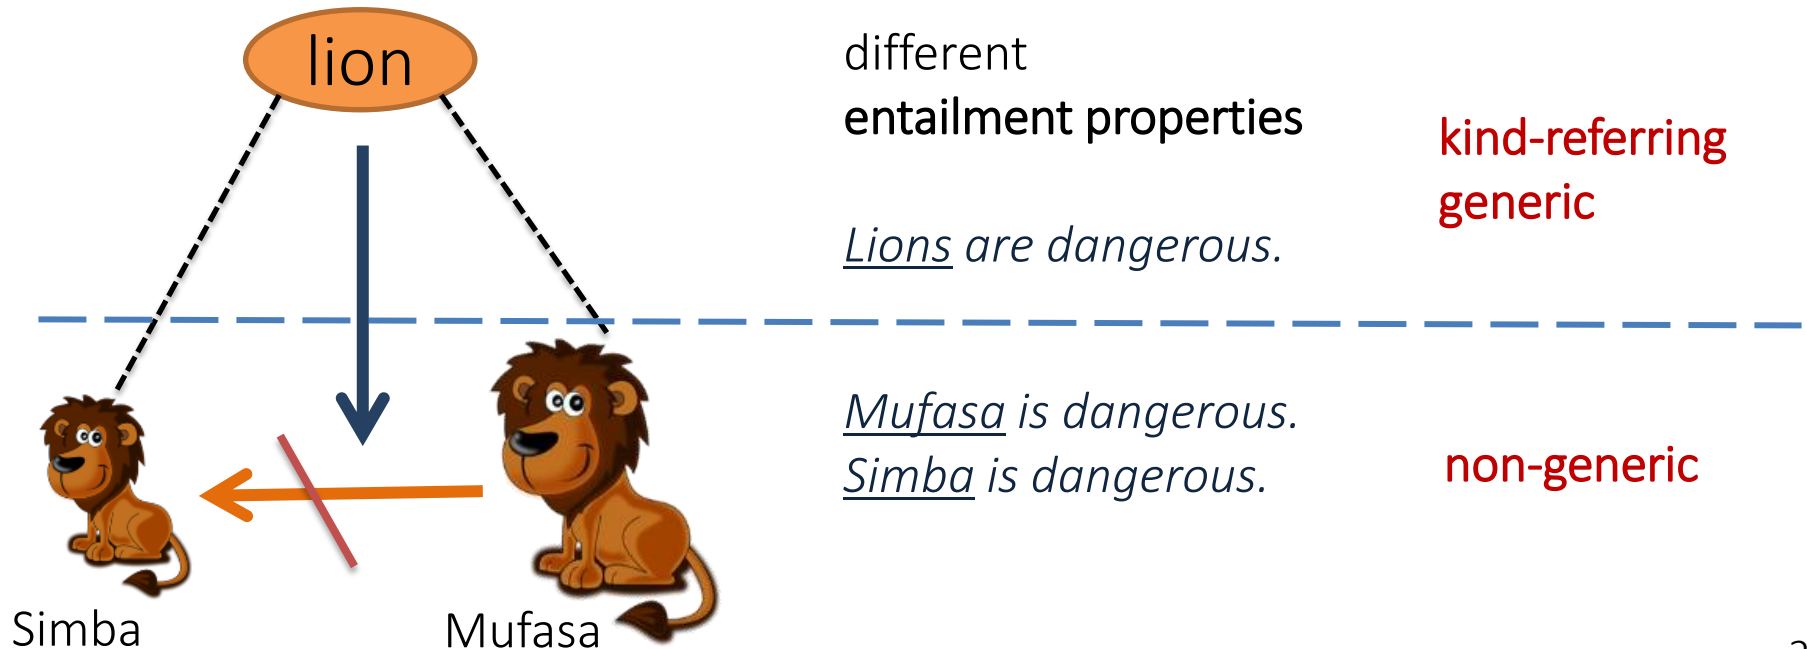 lion
different
entailment properties
kind-referring
generic
Lions are dangerous.
Mufasa is dangerous.
Simba is dangerous.
non-generic
Simba
Mufasa